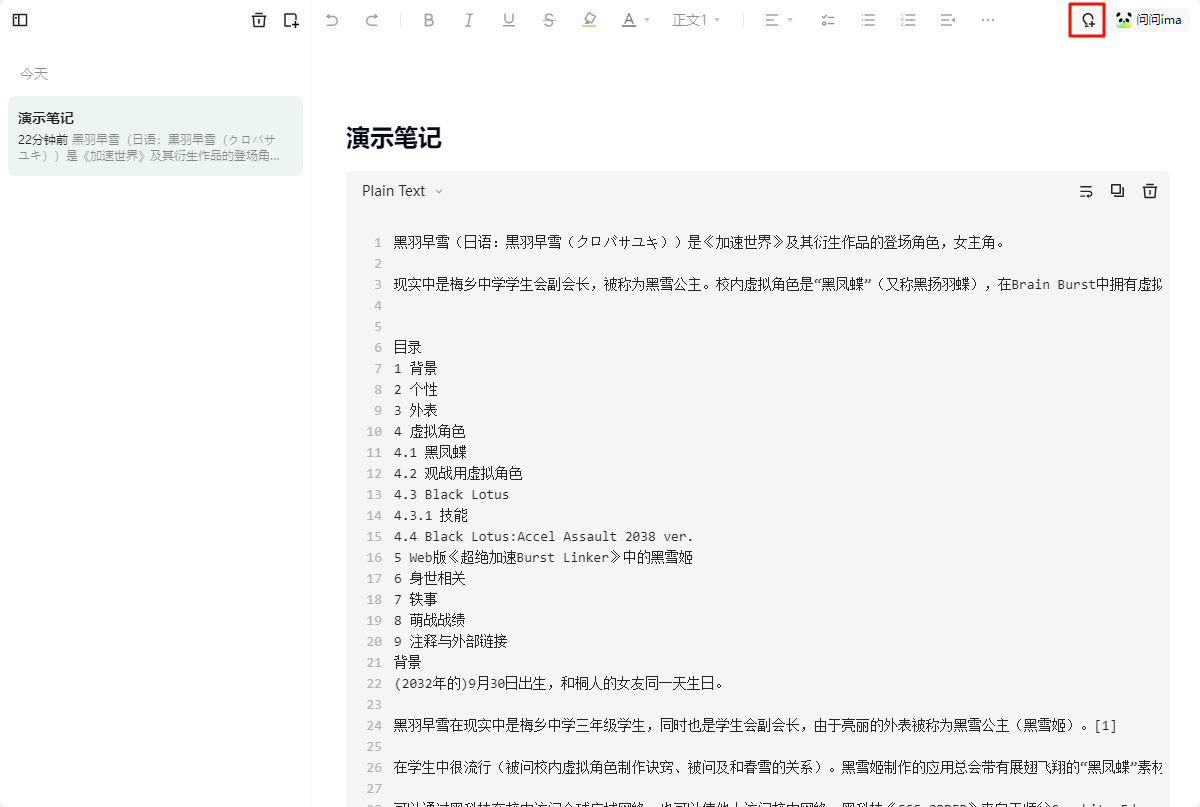 B I U S A 正文1 问问ima
今天
演示笔记
22分钟前 黑羽早雪（日语：黒羽早雪（クロバサ
ユキ））是《加速世界》及其衍生作品的登场角...
演示笔记
Plain Text
1 黑羽早雪（日语：黒羽早雪（クロバサユキ））是《加速世界》及其衍生作品的登场角色，女主角。
2
3 现实中是梅乡中学学生会副会长，被称为黑雪公主。校内虚拟角色是“黑凤蝶”（又称黑扬羽蝶），在Brain Burst中拥有虚拟
4
5
6 目录
7 1 背景
8 2 个性
9 3 外表
10 4 虚拟角色
11 4.1 黑凤蝶
12 4.2 观战用虚拟角色
13 4.3 Black Lotus
14 4.3.1 技能
15 4.4 Black Lotus:Accel Assault 2038 ver.
16 5 Web版《超绝加速Burst Linker》中的黑雪姬
17 6 身世相关
18 7 轶事
19 8 萌战战绩
20 9 注释与外部链接
21 背景
22 (2032年的)9月30日出生，和桐人的女友同一天生日。
23
24 黑羽早雪在现实中是梅乡中学三年级学生，同时也是学生会副会长，由于亮丽的外表被称为黑雪公主（黑雪姬）。[1]
25
26 在学生中很流行（被问校内虚拟角色制作诀窍、被问及和春雪的关系）。黑雪姬制作的应用总会带有展翅飞翔的“黑凤蝶”素材
27